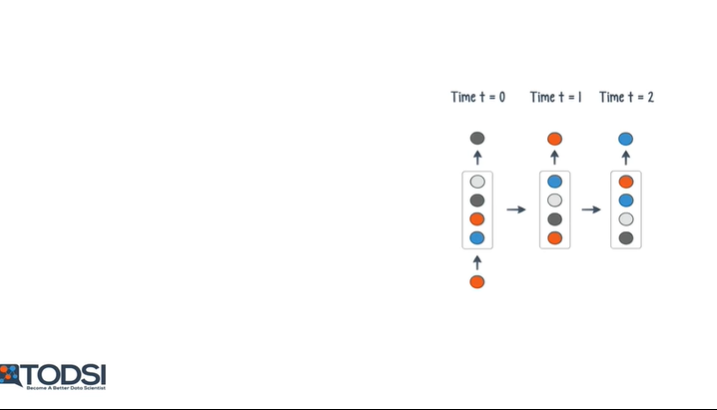 Time t = 0 Time t = 1 Time t = 2
TODSI
Become A Better Data Scientist